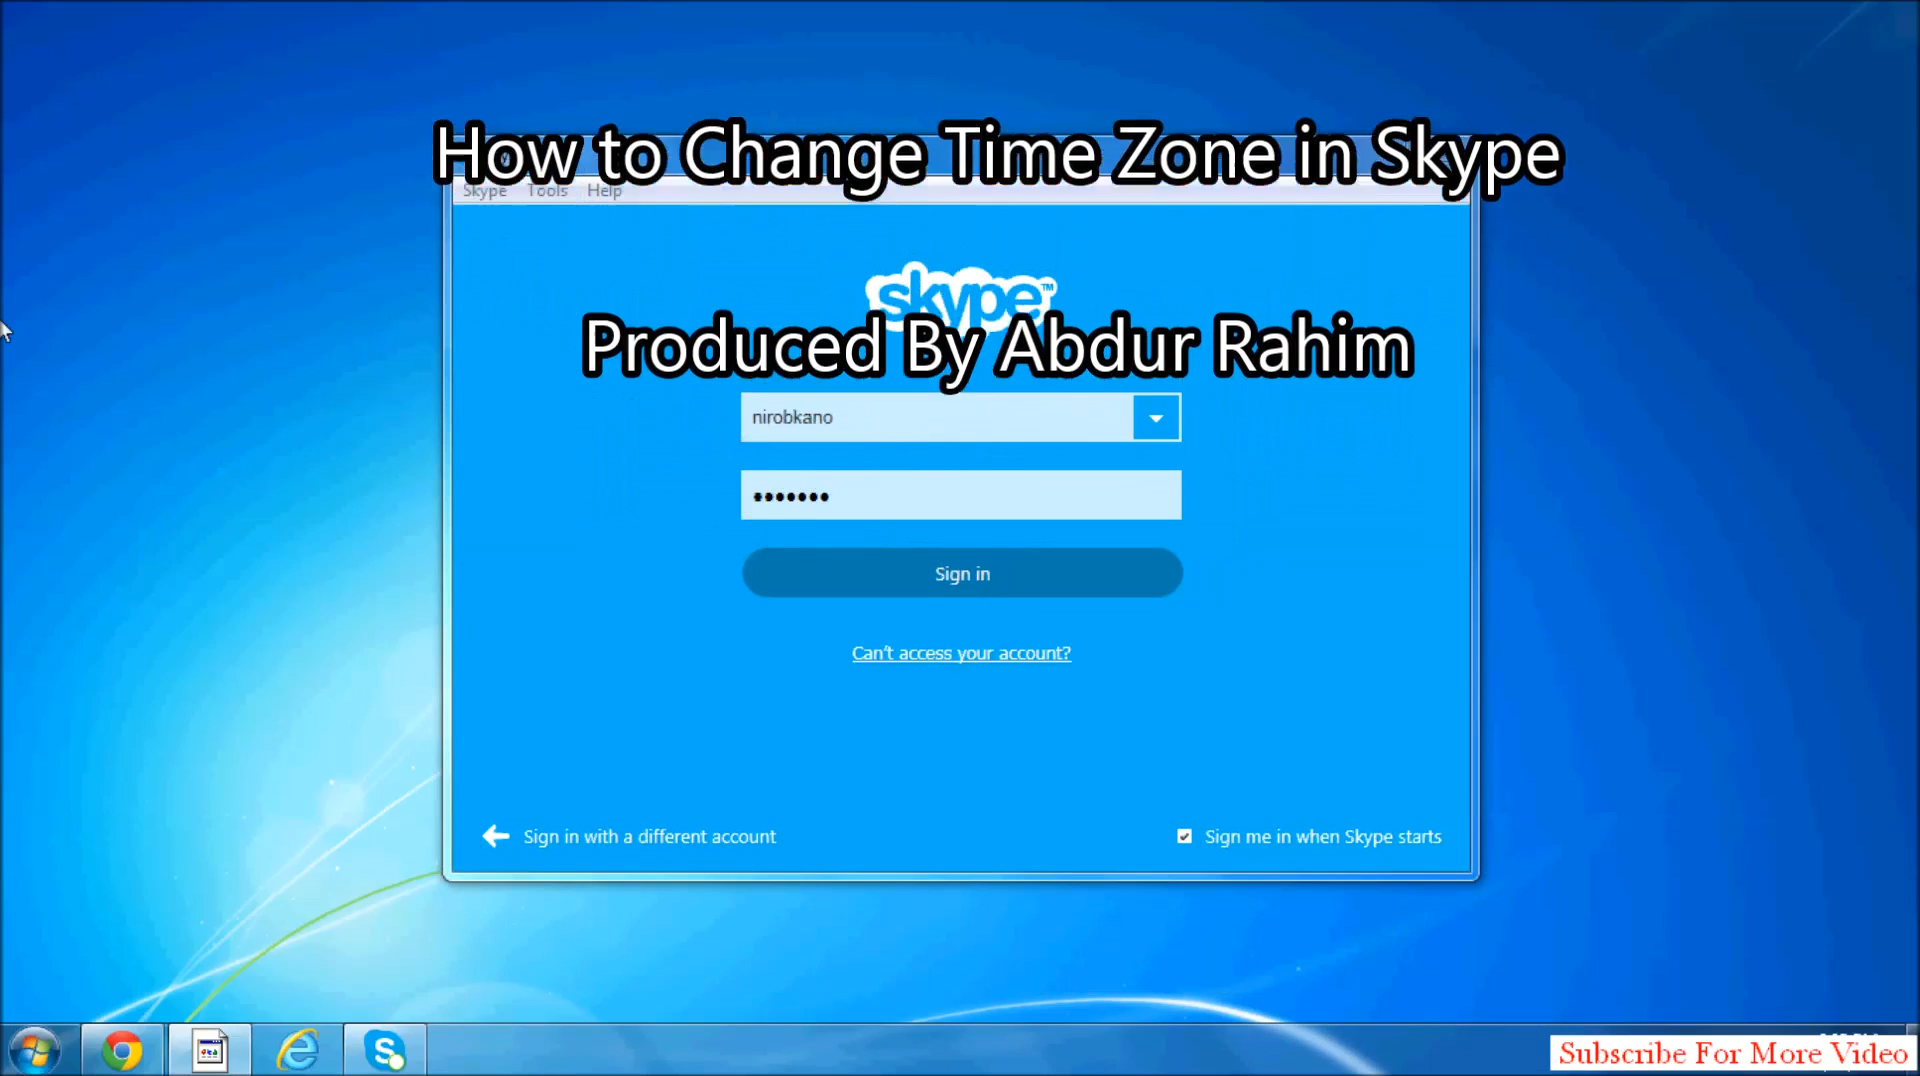 How to Change Time Zone in Skype
Skype Tools Help
skype™
Produced By Abdur Rahim
nirobkano
•••••••
Sign in
Can't access your account?
Sign in with a different account
Sign me in when Skype starts
Subscribe For More Video